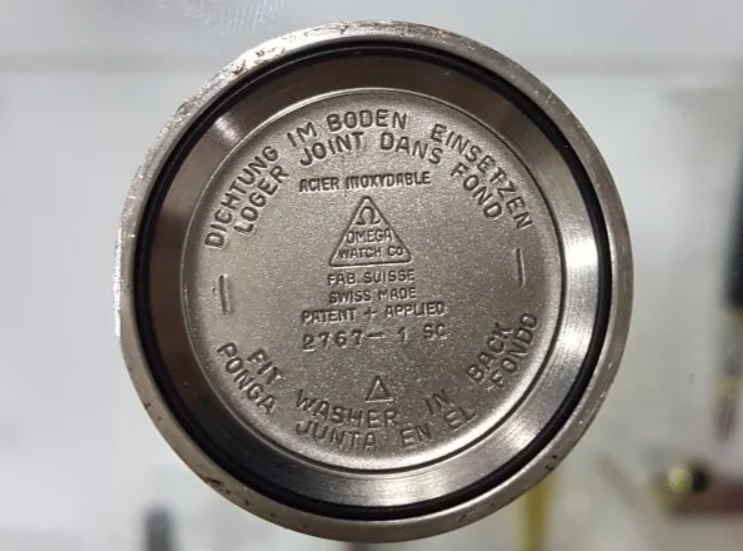 DICHTUNG IM BODEN EINSETZEN
LOGER JOINT DANS FOND
ACIER INOXYDABLE
Ω
OMEGA
WATCH CO
FAB. SUISSE
SWISS MADE
PATENT + APPLIED
2767-1 SC
FIT WASHER IN BACK
PONGA JUNTA EN EL FONDO